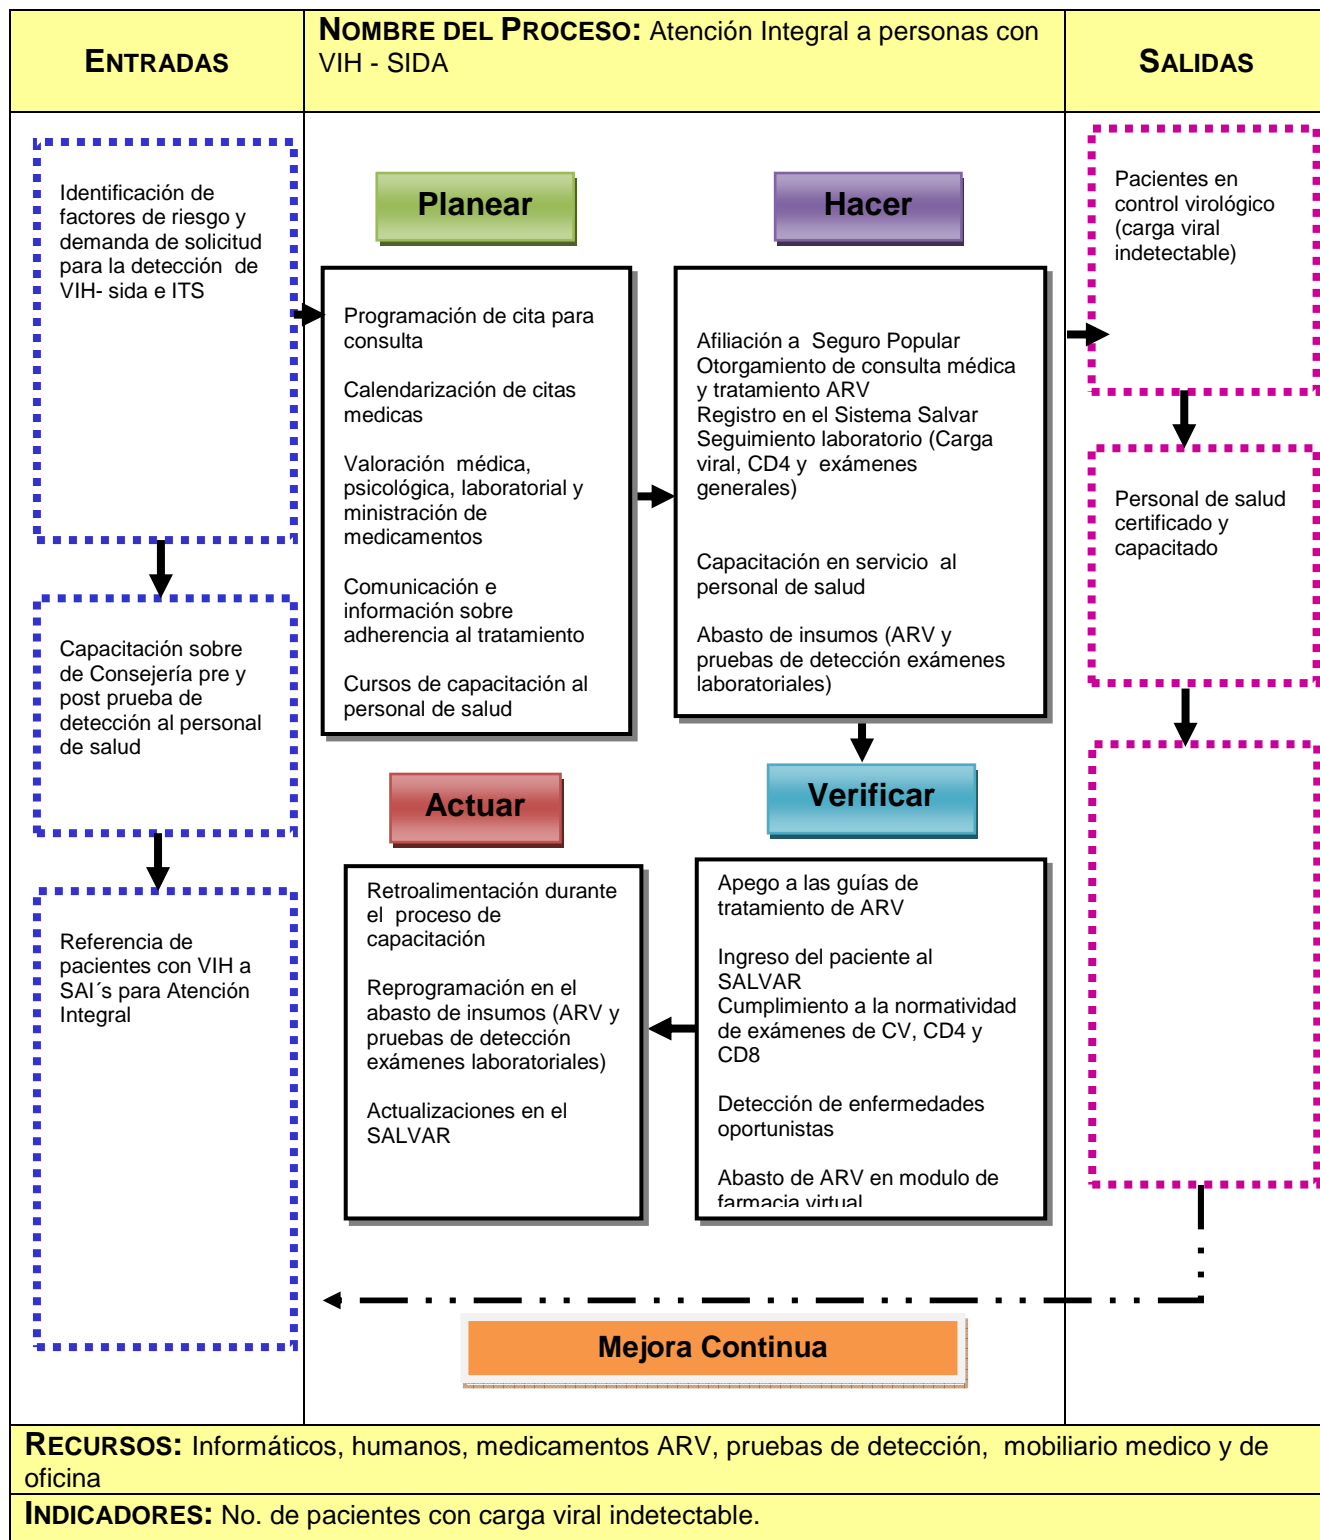 ENTRADAS
NOMBRE DEL PROCESO: Atención Integral a personas con
VIH - SIDA
SALIDAS
Identificación de
factores de riesgo y
demanda de solicitud
para la detección de
VIH- sida e ITS
Capacitación sobre
de Consejería pre y
post prueba de
detección al personal
de salud
Referencia de
pacientes con VIH a
SAI´s para Atención
Integral
Planear
Programación de cita para
consulta
Calendarización de citas
medicas
Valoración médica,
psicológica, laboratorial y
ministración de
medicamentos
Comunicación e
información sobre
adherencia al tratamiento
Cursos de capacitación al
personal de salud
Hacer
Afiliación a Seguro Popular
Otorgamiento de consulta médica
y tratamiento ARV
Registro en el Sistema Salvar
Seguimiento laboratorio (Carga
viral, CD4 y exámenes
generales)
Capacitación en servicio al
personal de salud
Abasto de insumos (ARV y
pruebas de detección exámenes
laboratoriales)
Actuar
Retroalimentación durante
el proceso de
capacitación
Reprogramación en el
abasto de insumos (ARV y
pruebas de detección
exámenes laboratoriales)
Actualizaciones en el
SALVAR
Verificar
Apego a las guías de
tratamiento de ARV
Ingreso del paciente al
SALVAR
Cumplimiento a la normatividad
de exámenes de CV, CD4 y
CD8
Detección de enfermedades
oportunistas
Abasto de ARV en modulo de
farmacia virtual
Pacientes en
control virológico
(carga viral
indetectable)
Personal de salud
certificado y
capacitado
Mejora Continua
RECURSOS: Informáticos, humanos, medicamentos ARV, pruebas de detección, mobiliario medico y de
oficina
INDICADORES: No. de pacientes con carga viral indetectable.